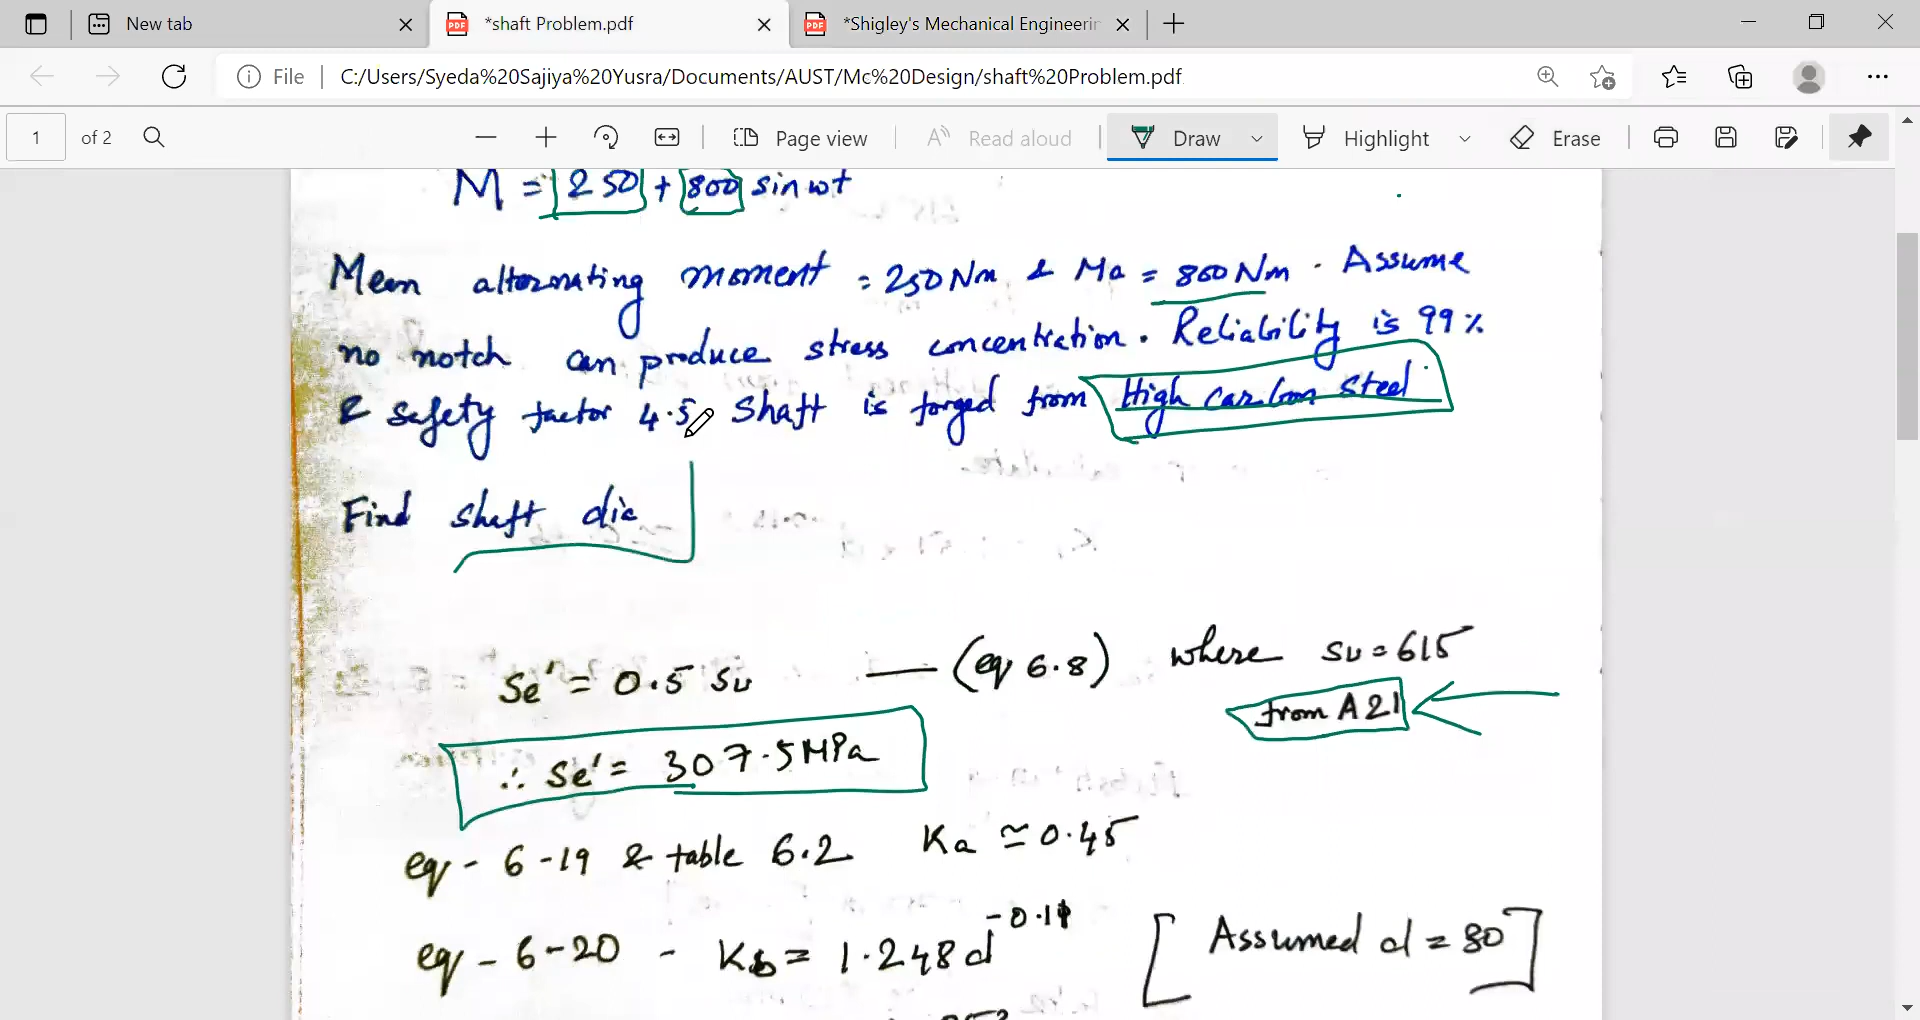 New tab
*shaft Problem.pdf
*Shigley's Mechanical Engineerin
File
C:/Users/Syeda%20Sajiya%20Yusra/Documents/AUST/Mc%20Design/shaft%20Problem.pdf
1 of 2
Page view
Read aloud
Draw
Highlight
Erase
M = 250 + 800 sin wt
Mean alternating moment = 250 Nm & Ma = 800 Nm . Assume
no notch can produce stress concentration. Reliability is 99%
& safety factor 4.5 Shaft is forged from High carbon steel
Find shaft dia
Se' = 0.5 Su — (eq 6.8) where Su = 615
from A21
∴ Se' = 307.5 MPa
eq - 6-19 & table 6.2 Ka ≃ 0.45
eq - 6-20 - Kb = 1.248 d
[ Assumed d = 80 ]